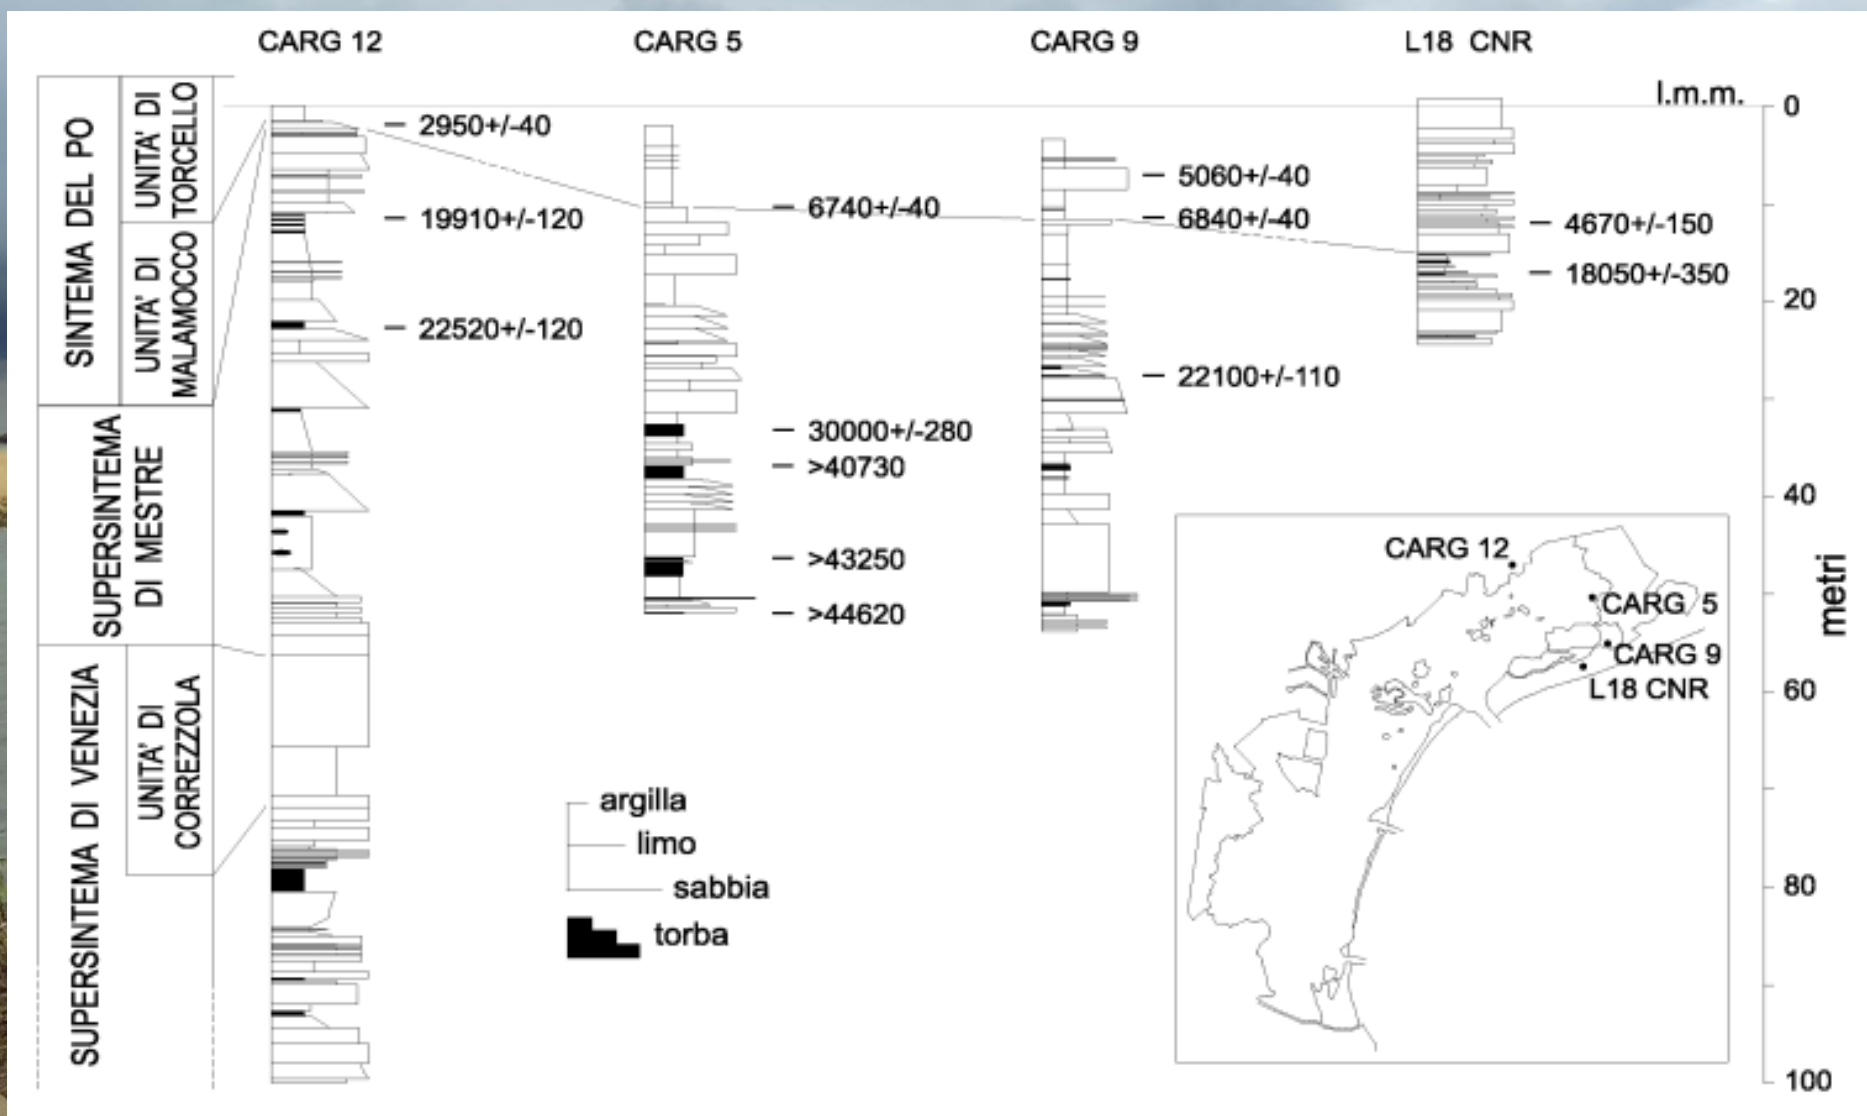 CARG 12
CARG 5
CARG 9
L18 CNR
l.m.m.
0
20
40
60
80
100
metri
SINTEMA DEL PO
UNITA' DI
TORCELLO
UNITA' DI
MALAMOCCO
SUPERSINTEMA
DI MESTRE
SUPERSINTEMA DI VENEZIA
UNITA' DI
CORREZZOLA
2950+/-40
19910+/-120
22520+/-120
6740+/-40
30000+/-280
>40730
>43250
>44620
5060+/-40
6840+/-40
22100+/-110
4670+/-150
18050+/-350
argilla
limo
sabbia
torba
CARG 12
CARG 5
CARG 9
L18 CNR